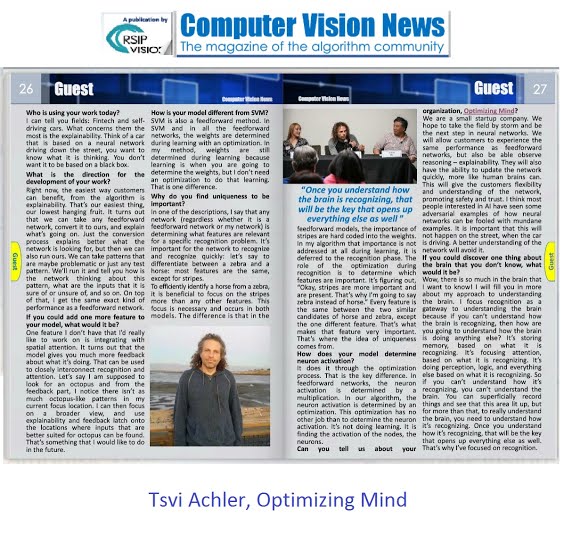 A publication by
RSIP
VISION
Computer Vision News
The magazine of the algorithm community
26 Guest
Computer Vision News
Who is using your work today?
I can tell you fields: Fintech and self-
driving cars. What concerns them the
most is the explainability. Think of a car
that is based on a neural network
driving down the street, you want to
know what it is thinking. You don't
want it to be based on a black box.
What is the direction for the
development of your work?
Right now, the easiest way customers
can benefit, from the algorithm is
explainability. That's our easiest thing,
our lowest hanging fruit. It turns out
that we can take any feedforward
network, convert it to ours, and explain
what's going on. Just the conversion
process explains better what the
network is looking for, but then we can
also run ours. We can take patterns that
are maybe problematic or just any test
pattern. We'll run it and tell you how is
the network thinking about this
pattern, what are the inputs that it is
sure of or unsure of, and so on. On top
of that, I get the same exact kind of
performance as a feedforward network.
If you could add one more feature to
your model, what would it be?
One feature I don't have that I'd really
like to work on is integrating with
spatial attention. It turns out that the
model gives you much more feedback
about what it's doing. That can be used
to closely interconnect recognition and
attention. Let's say I am supposed to
look for an octopus and from the
feedback part, I notice there isn't as
much octopus-like patterns in my
current focus location. I can then focus
on a broader view, and use
explainability and feedback latch onto
the locations where inputs that are
better suited for octopus can be found.
That's something that I would like to do
in the future.
How is your model different from SVM?
SVM is also a feedforward method. In
SVM and in all the feedforward
networks, the weights are determined
during learning with an optimization. In
my method, weights are still
determined during learning because
learning is when you are going to
determine the weights, but I don't need
an optimization to do that learning.
That is one difference.
Why do you find uniqueness to be
important?
In one of the descriptions, I say that any
network (regardless whether it is a
feedforward network or my network) is
determining what features are relevant
for a specific recognition problem. It's
important for the network to recognize
and recognize quickly: let's say to
differentiate between a zebra and a
horse: most features are the same,
except for stripes.
To efficiently identify a horse from a zebra,
it is beneficial to focus on the stripes
more than any other features. This
focus is necessary and occurs in both
models. The difference is that in the
Guest
Guest 27
Computer Vision News
"Once you understand how
the brain is recognizing, that
will be the key that opens up
everything else as well"
feedforward models, the importance of
stripes are hard coded into the weights.
In my algorithm that importance is not
addressed at all during learning, it is
deferred to the recognition phase. The
role of the optimization during
recognition is to determine which
features are important. It's figuring out,
"Okay, stripes are more important and
are present. That's why I'm going to say
zebra instead of horse." Every feature is
the same between the two similar
candidates of horse and zebra, except
the one different feature. That's what
makes that feature very important.
That's where the idea of uniqueness
comes from.
How does your model determine
neuron activation?
It does it through the optimization
process. That is the key difference. In
feedforward networks, the neuron
activation is determined by a
multiplication. In our algorithm, the
neuron activation is determined by an
optimization. This optimization has no
other job than to determine the neuron
activation. It's not doing learning. It is
finding the activation of the nodes, the
neurons.
Can you tell us about your
organization, Optimizing Mind?
We are a small startup company. We
hope to take the field by storm and be
the next step in neural networks. We
will allow customers to experience the
same performance as feedforward
networks, but also be able observe
reasoning – explainability. They will also
have the ability to update the network
quickly, more like human brains can.
This will give the customers flexibility
and understanding of the network,
promoting safety and trust. I think most
people interested in AI have seen some
adversarial examples of how neural
networks can be fooled with mundane
examples. It is important that this will
not happen on the street, when the car
is driving. A better understanding of the
network will avoid it.
If you could discover one thing about
the brain that you don't know, what
would it be?
Wow, there is so much in the brain that
I want to know! I will fill you in more
about my approach to understanding
the brain. I focus recognition as a
gateway to understanding the brain
because if you can't understand how
the brain is recognizing, then how are
you going to understand how the brain
is doing anything else? It's storing
memory, based on what it is
recognizing. It's focusing attention,
based on what it is recognizing. It's
doing perception, logic, and everything
else based on what it is recognizing. So
if you can't understand how it's
recognizing, you can't understand the
brain. You can superficially record
things and see that this area lit up, but
for more than that, to really understand
the brain, you need to understand how
it's recognizing. Once you understand
how it's recognizing, that will be the key
that opens up everything else as well.
That's why I've focused on recognition.
Guest
Tsvi Achler, Optimizing Mind